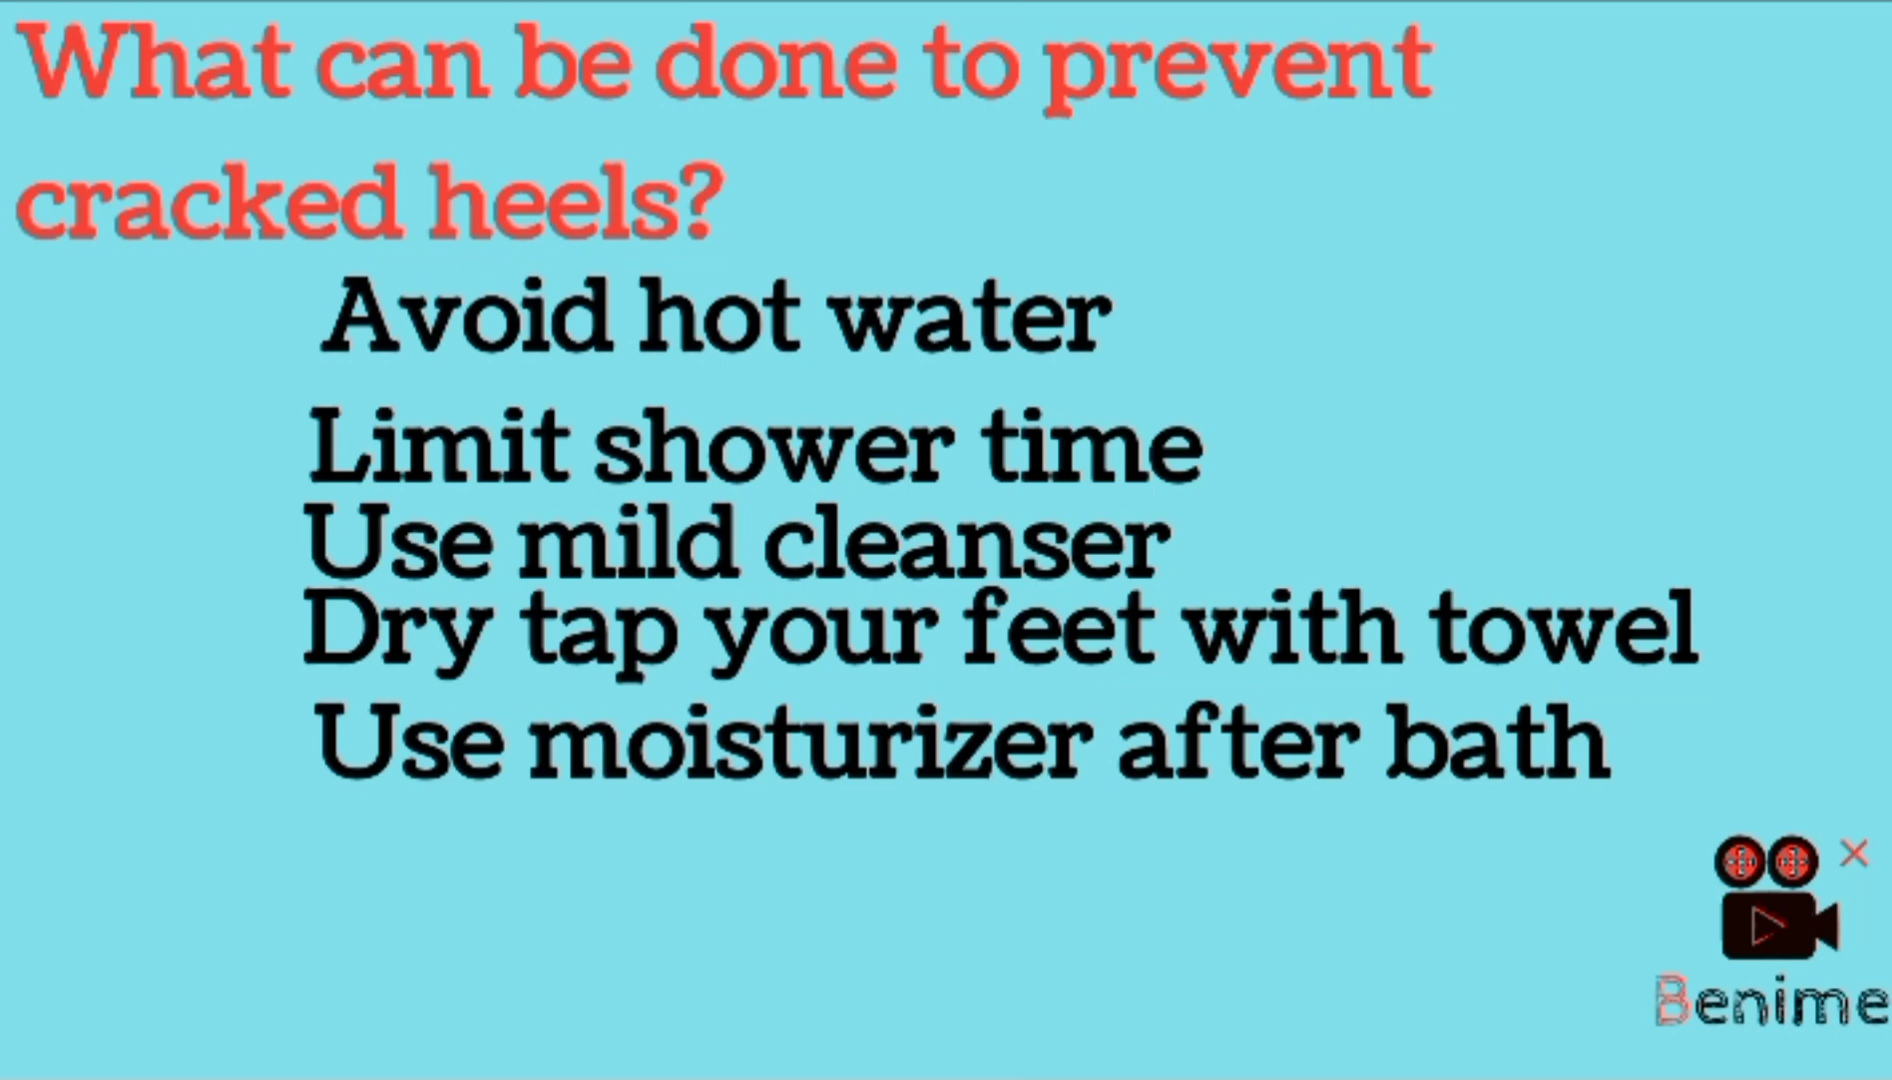 What can be done to prevent
cracked heels?
Avoid hot water
Limit shower time
Use mild cleanser
Dry tap your feet with towel
Use moisturizer after bath
Benime